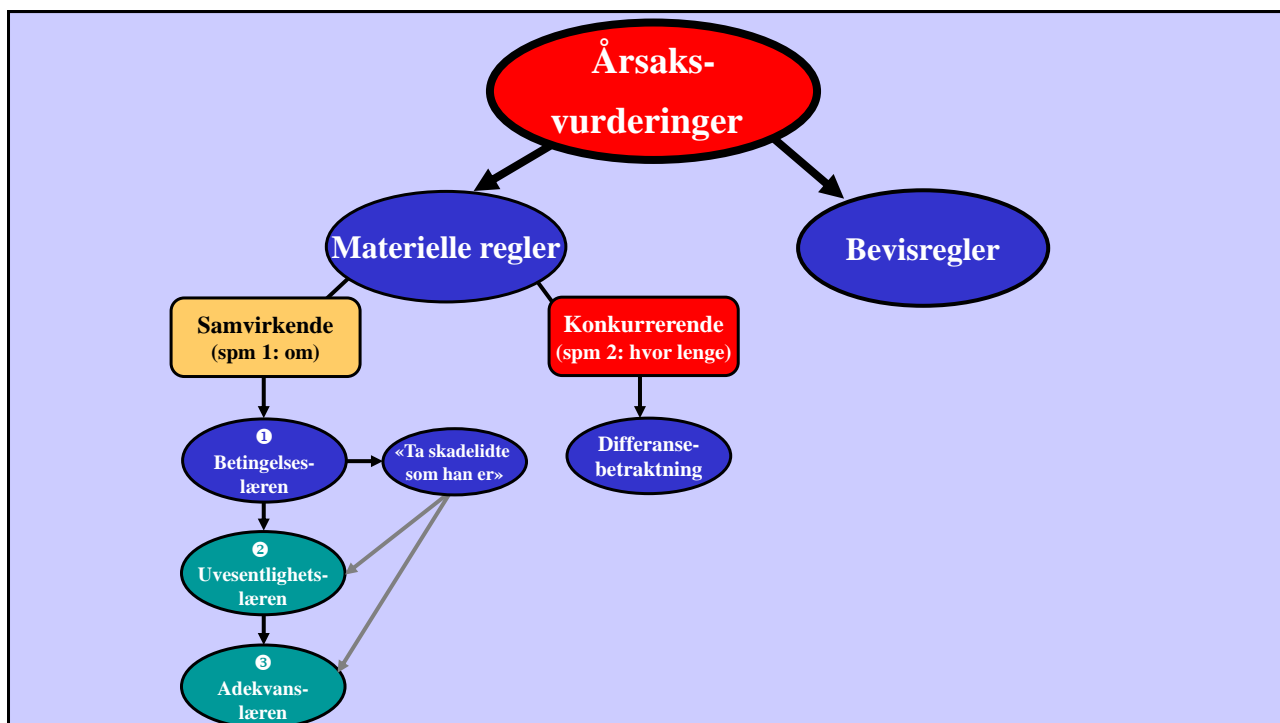 Årsaks-
vurderinger
Materielle regler
Bevisregler
Samvirkende
(spm 1: om)
Konkurrerende
(spm 2: hvor lenge)
❶
Betingelses-
læren
«Ta skadelidte
som han er»
Differanse-
betraktning
❷
Uvesentlighets-
læren
❸
Adekvans-
læren